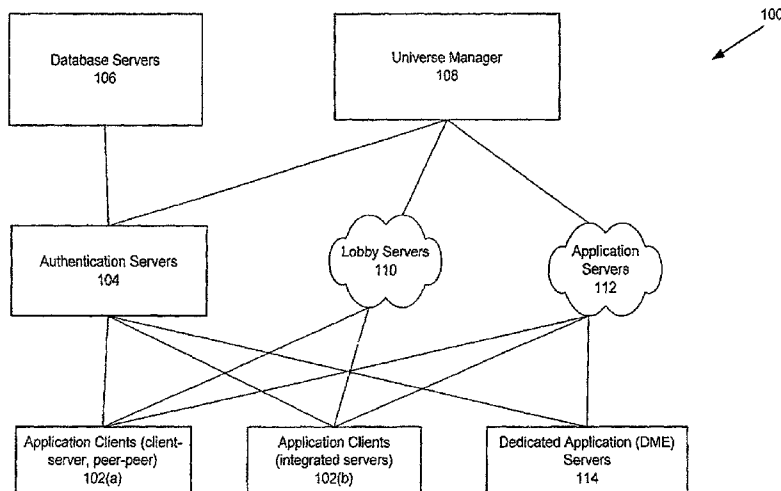 100
Database Servers
106
Universe Manager
108
Authentication Servers
104
Lobby Servers
110
Application
Servers
112
Application Clients (client-
server, peer-peer)
102(a)
Application Clients
(integrated servers)
102(b)
Dedicated Application (DME)
Servers
114